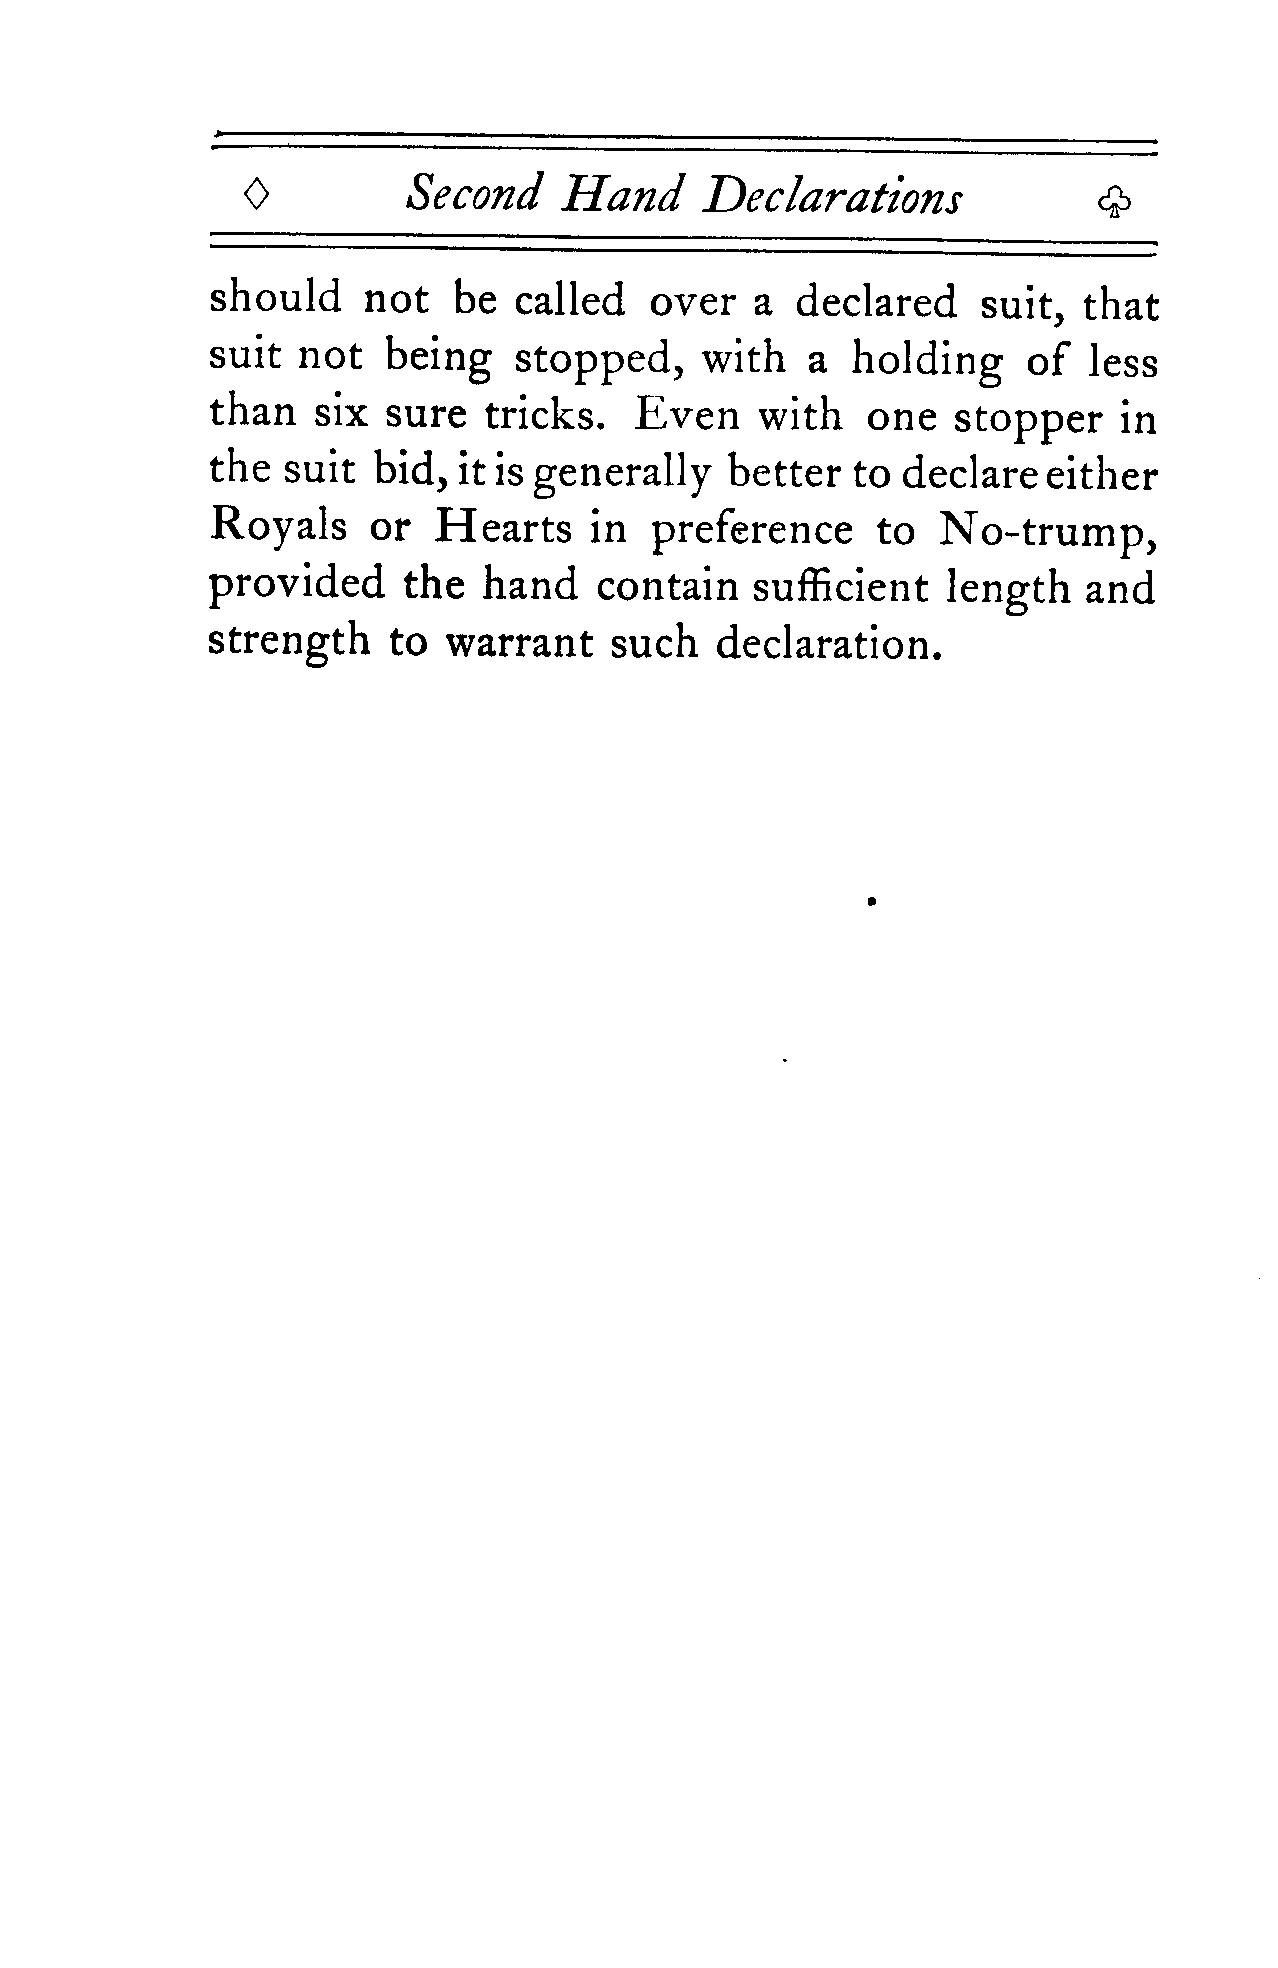 ◇ Second Hand Declarations ♧
should not be called over a declared suit, that
suit not being stopped, with a holding of less
than six sure tricks. Even with one stopper in
the suit bid, it is generally better to declare either
Royals or Hearts in preference to No-trump,
provided the hand contain sufficient length and
strength to warrant such declaration.